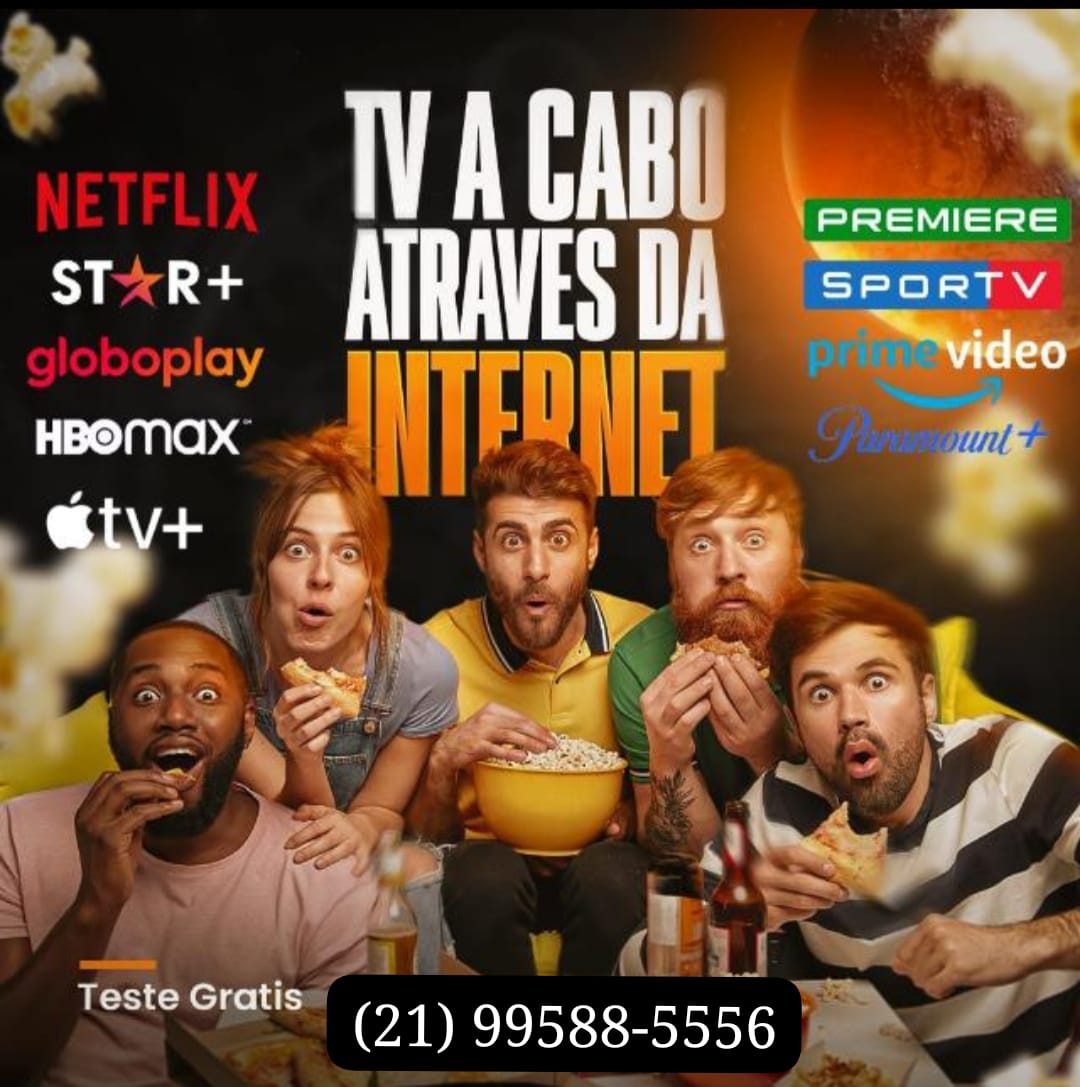 TV A CABO
ATRAVES DA
INTERNET
NETFLIX
STAR+
globoplay
HBOmax
tv+
PREMIERE
SPORTV
prime video
Paramount+
Teste Gratis
(21) 99588-5556